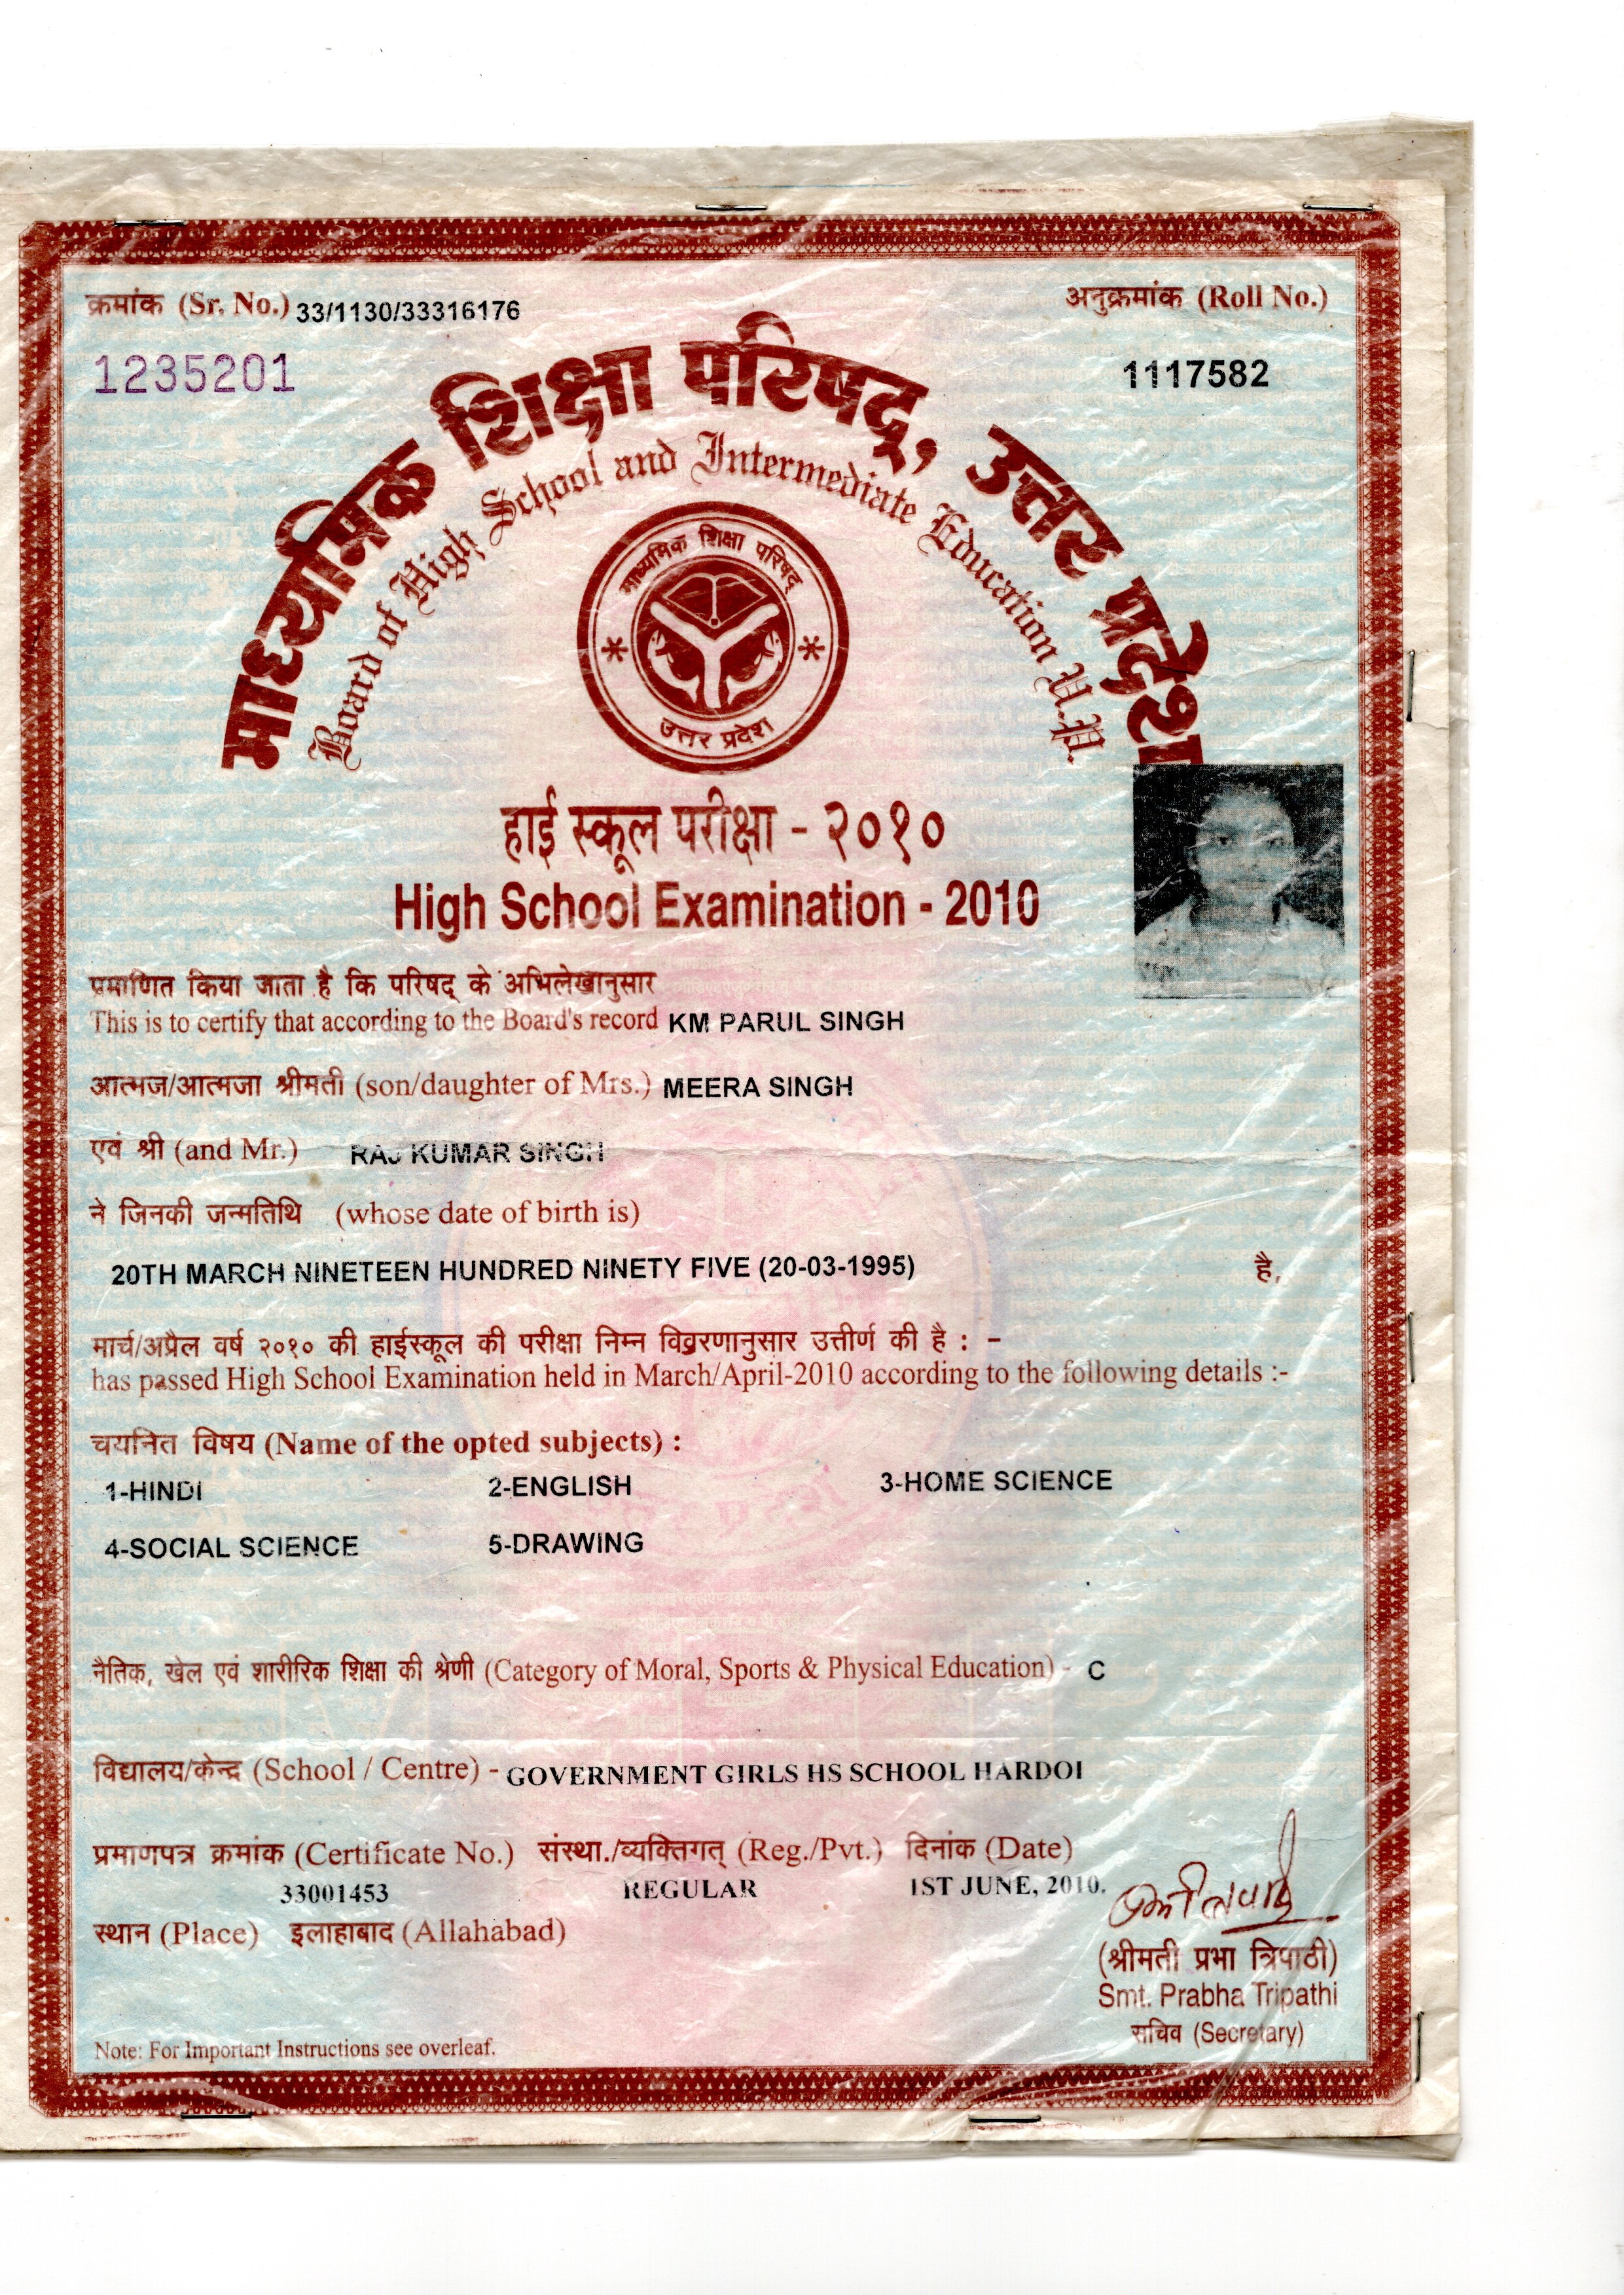 क्रमांक (Sr. No.) 33/1130/33316176
अनुक्रमांक (Roll No.)
1235201
1117582
माध्यमिक शिक्षा परिषद्, उत्तर प्रदेश
Board of High School and Intermediate Education U.P.
माध्यमिक शिक्षा परिषद्
उत्तर प्रदेश
हाई स्कूल परीक्षा - २०१०
High School Examination - 2010
प्रमाणित किया जाता है कि परिषद् के अभिलेखानुसार
This is to certify that according to the Board's record KM PARUL SINGH
आत्मज/आत्मजा श्रीमती (son/daughter of Mrs.) MEERA SINGH
एवं श्री (and Mr.) RAJ KUMAR SINGH
ने जिनकी जन्मतिथि (whose date of birth is)
20TH MARCH NINETEEN HUNDRED NINETY FIVE (20-03-1995) है,
मार्च/अप्रैल वर्ष २०१० की हाईस्कूल की परीक्षा निम्न विवरणानुसार उत्तीर्ण की है : -
has passed High School Examination held in March/April-2010 according to the following details :-
चयनित विषय (Name of the opted subjects) :
1-HINDI 2-ENGLISH 3-HOME SCIENCE
4-SOCIAL SCIENCE 5-DRAWING
नैतिक, खेल एवं शारीरिक शिक्षा की श्रेणी (Category of Moral, Sports & Physical Education) - C
विद्यालय/केन्द्र (School / Centre) - GOVERNMENT GIRLS HS SCHOOL HARDOI
प्रमाणपत्र क्रमांक (Certificate No.) संस्था./व्यक्तिगत् (Reg./Pvt.) दिनांक (Date)
33001453 REGULAR 1ST JUNE, 2010.
स्थान (Place) इलाहाबाद (Allahabad)
(श्रीमती प्रभा त्रिपाठी)
Smt. Prabha Tripathi
सचिव (Secretary)
Note: For Important Instructions see overleaf.